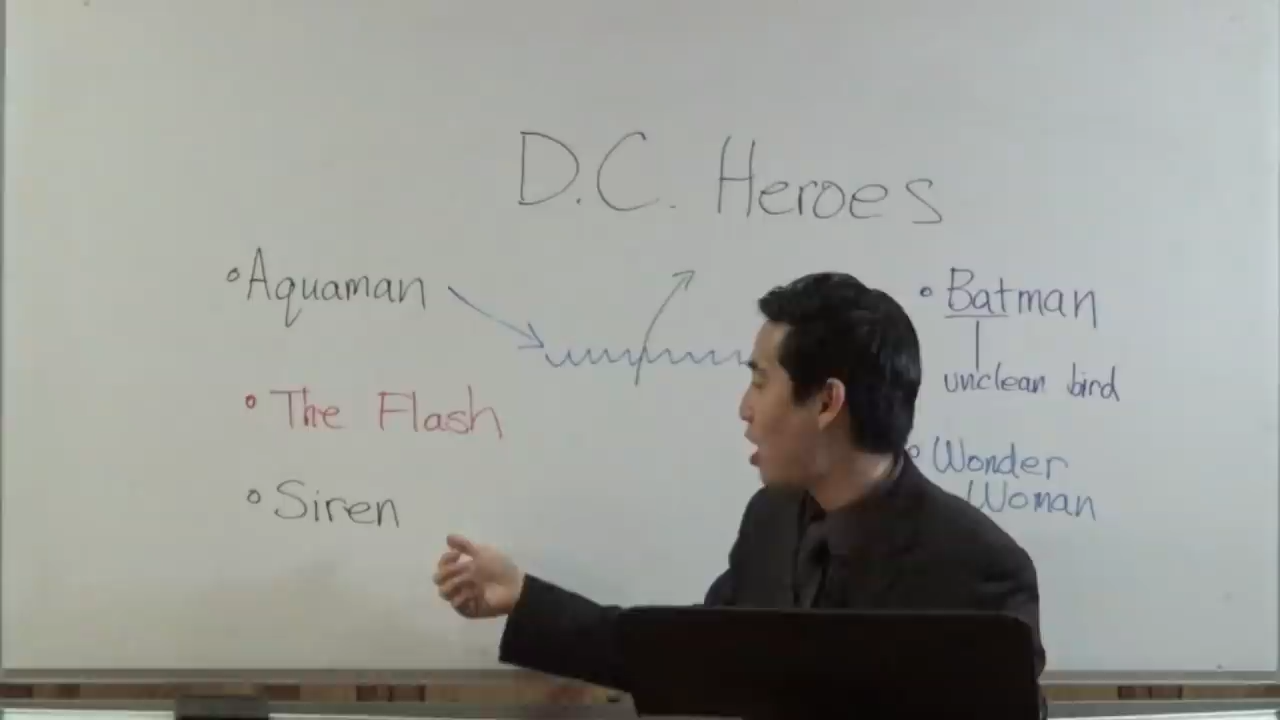 D.C. Heroes
Aquaman
The Flash
Siren
Batman
unclean bird
Wonder
Woman